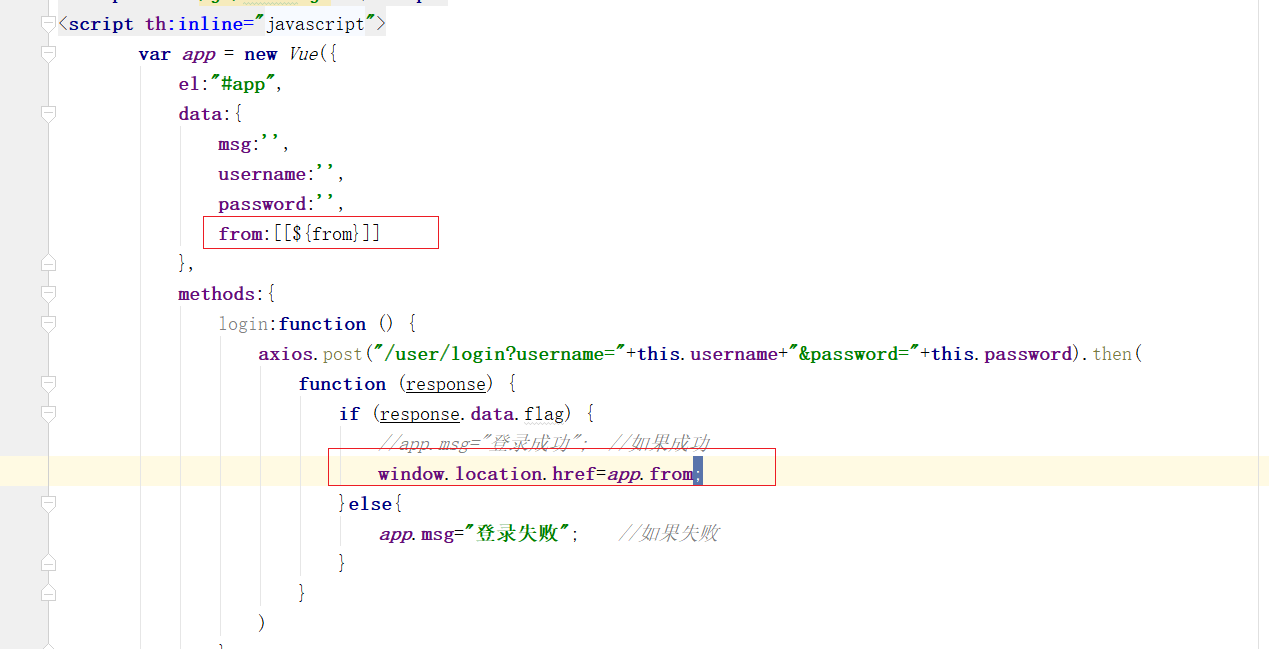 <script th:inline="javascript">
var app = new Vue({
el:"#app",
data:{
msg:'',
username:'',
password:'',
from:[[${from}]]
},
methods:{
login:function () {
axios.post("/user/login?username="+this.username+"&password="+this.password).then(
function (response) {
if (response.data.flag) {
//app.msg="登录成功";  //如果成功
window.location.href=app.from;
}else{
app.msg="登录失败";    //如果失败
}
}
)